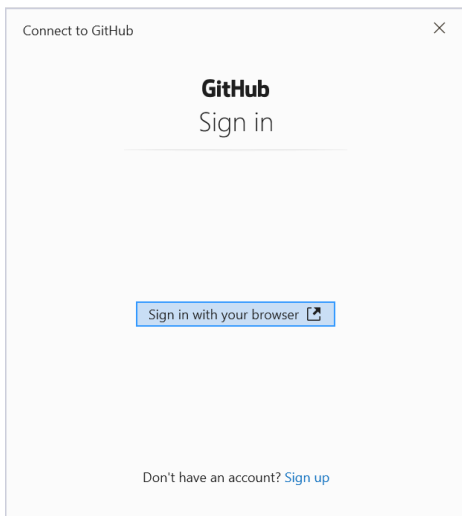 Connect to GitHub
GitHub
Sign in
Sign in with your browser
Don't have an account? Sign up